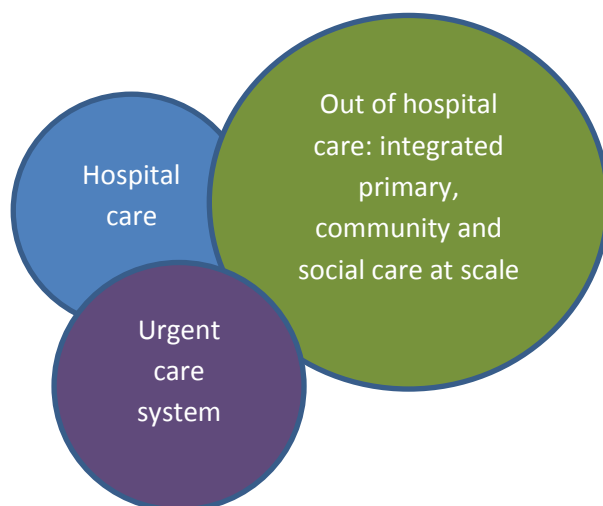 Hospital
care
Out of hospital
care: integrated
primary,
community and
social care at scale
Urgent
care
system